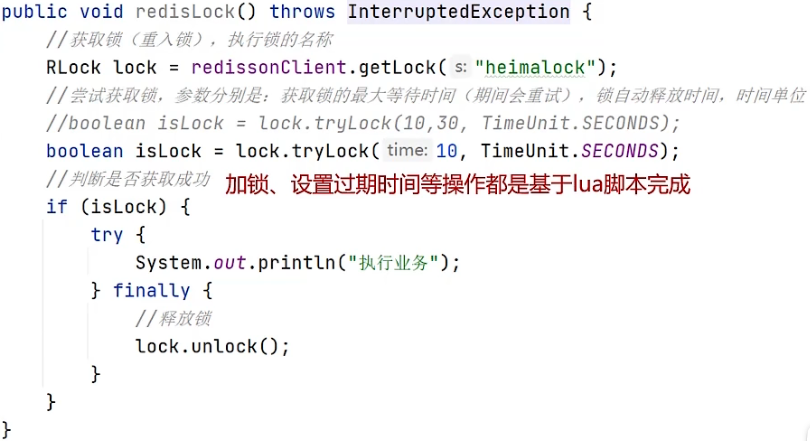 public void redisLock() throws InterruptedException {
//获取锁（重入锁），执行锁的名称
RLock lock = redissonClient.getLock( s: "heimalock");
//尝试获取锁，参数分别是：获取锁的最大等待时间（期间会重试），锁自动释放时间，时间单位
//boolean isLock = lock.tryLock(10,30, TimeUnit.SECONDS);
boolean isLock = lock.tryLock( time: 10, TimeUnit.SECONDS);
//判断是否获取成功 加锁、设置过期时间等操作都是基于lua脚本完成
if (isLock) {
try {
System.out.println("执行业务");
} finally {
//释放锁
lock.unlock();
}
}
}